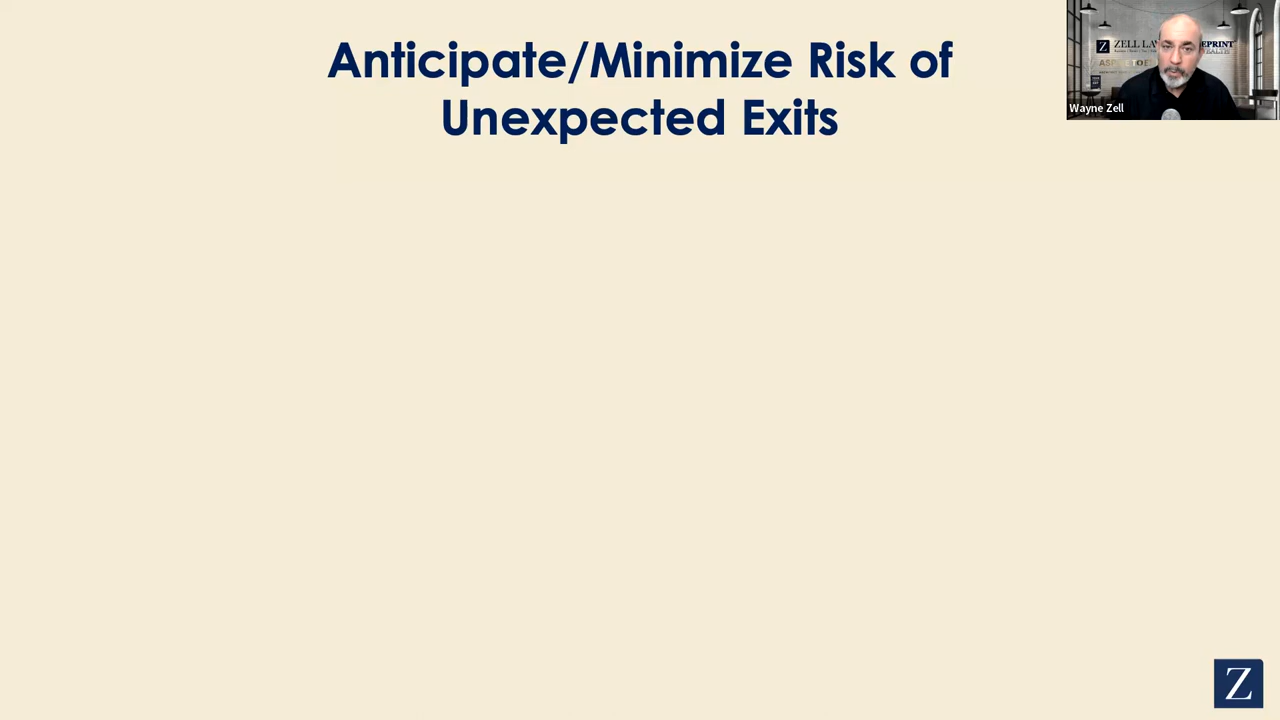 Anticipate/Minimize Risk of
Unexpected Exits
Wayne Zell
Z